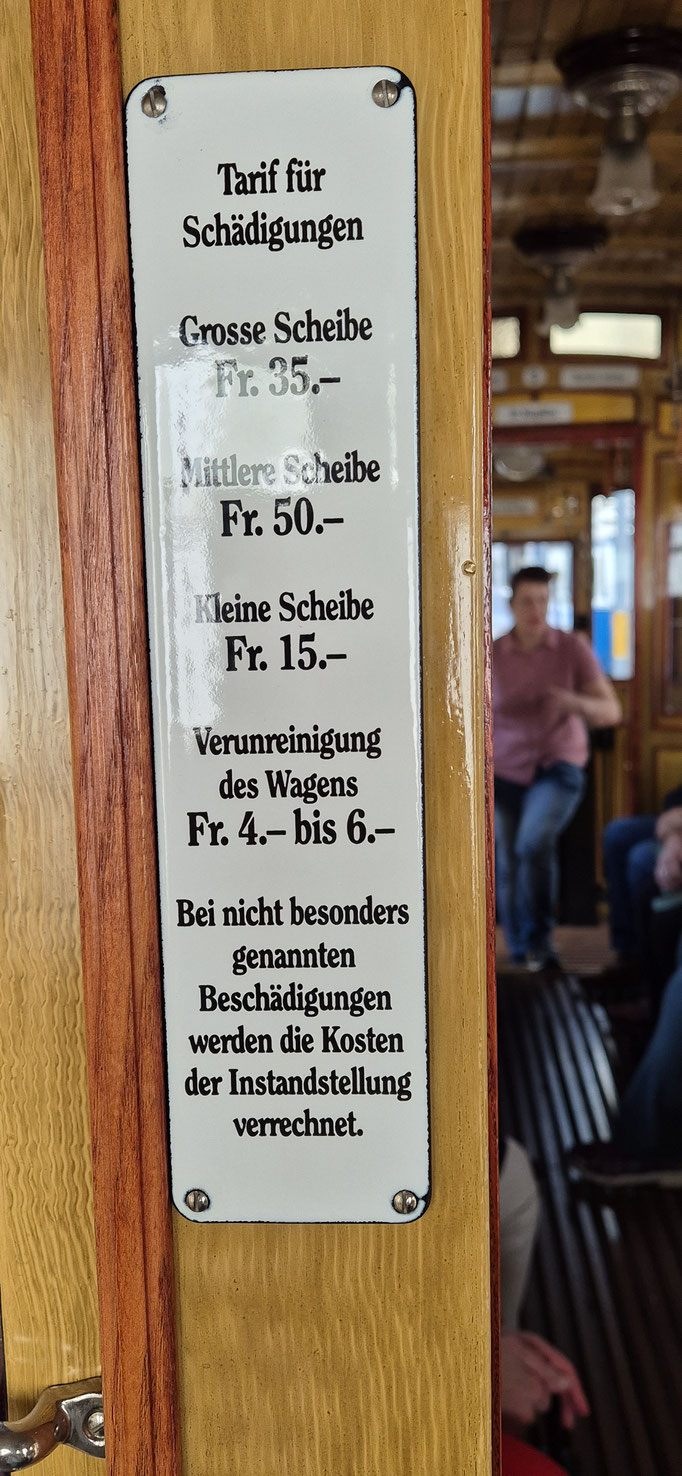 Tarif für
Schädigungen
Grosse Scheibe
Fr. 35.–
Mittlere Scheibe
Fr. 50.–
Kleine Scheibe
Fr. 15.–
Verunreinigung
des Wagens
Fr. 4.– bis 6.–
Bei nicht besonders
genannten
Beschädigungen
werden die Kosten
der Instandstellung
verrechnet.